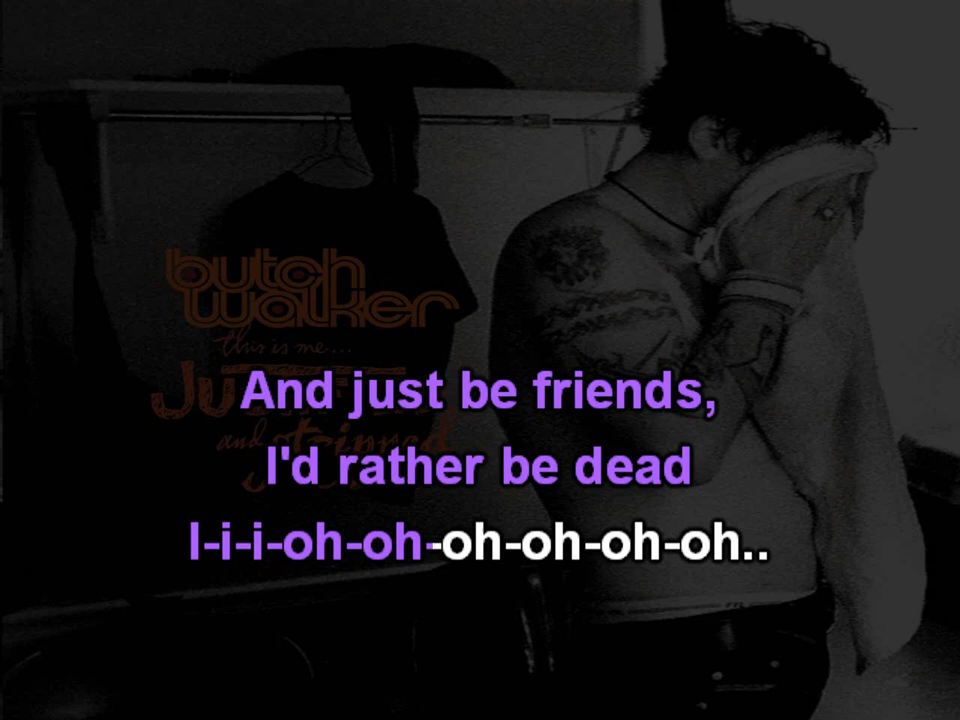 butch
walker
this is me...
And just be friends,
I'd rather be dead
I-i-i-oh-oh-oh-oh-oh-oh..